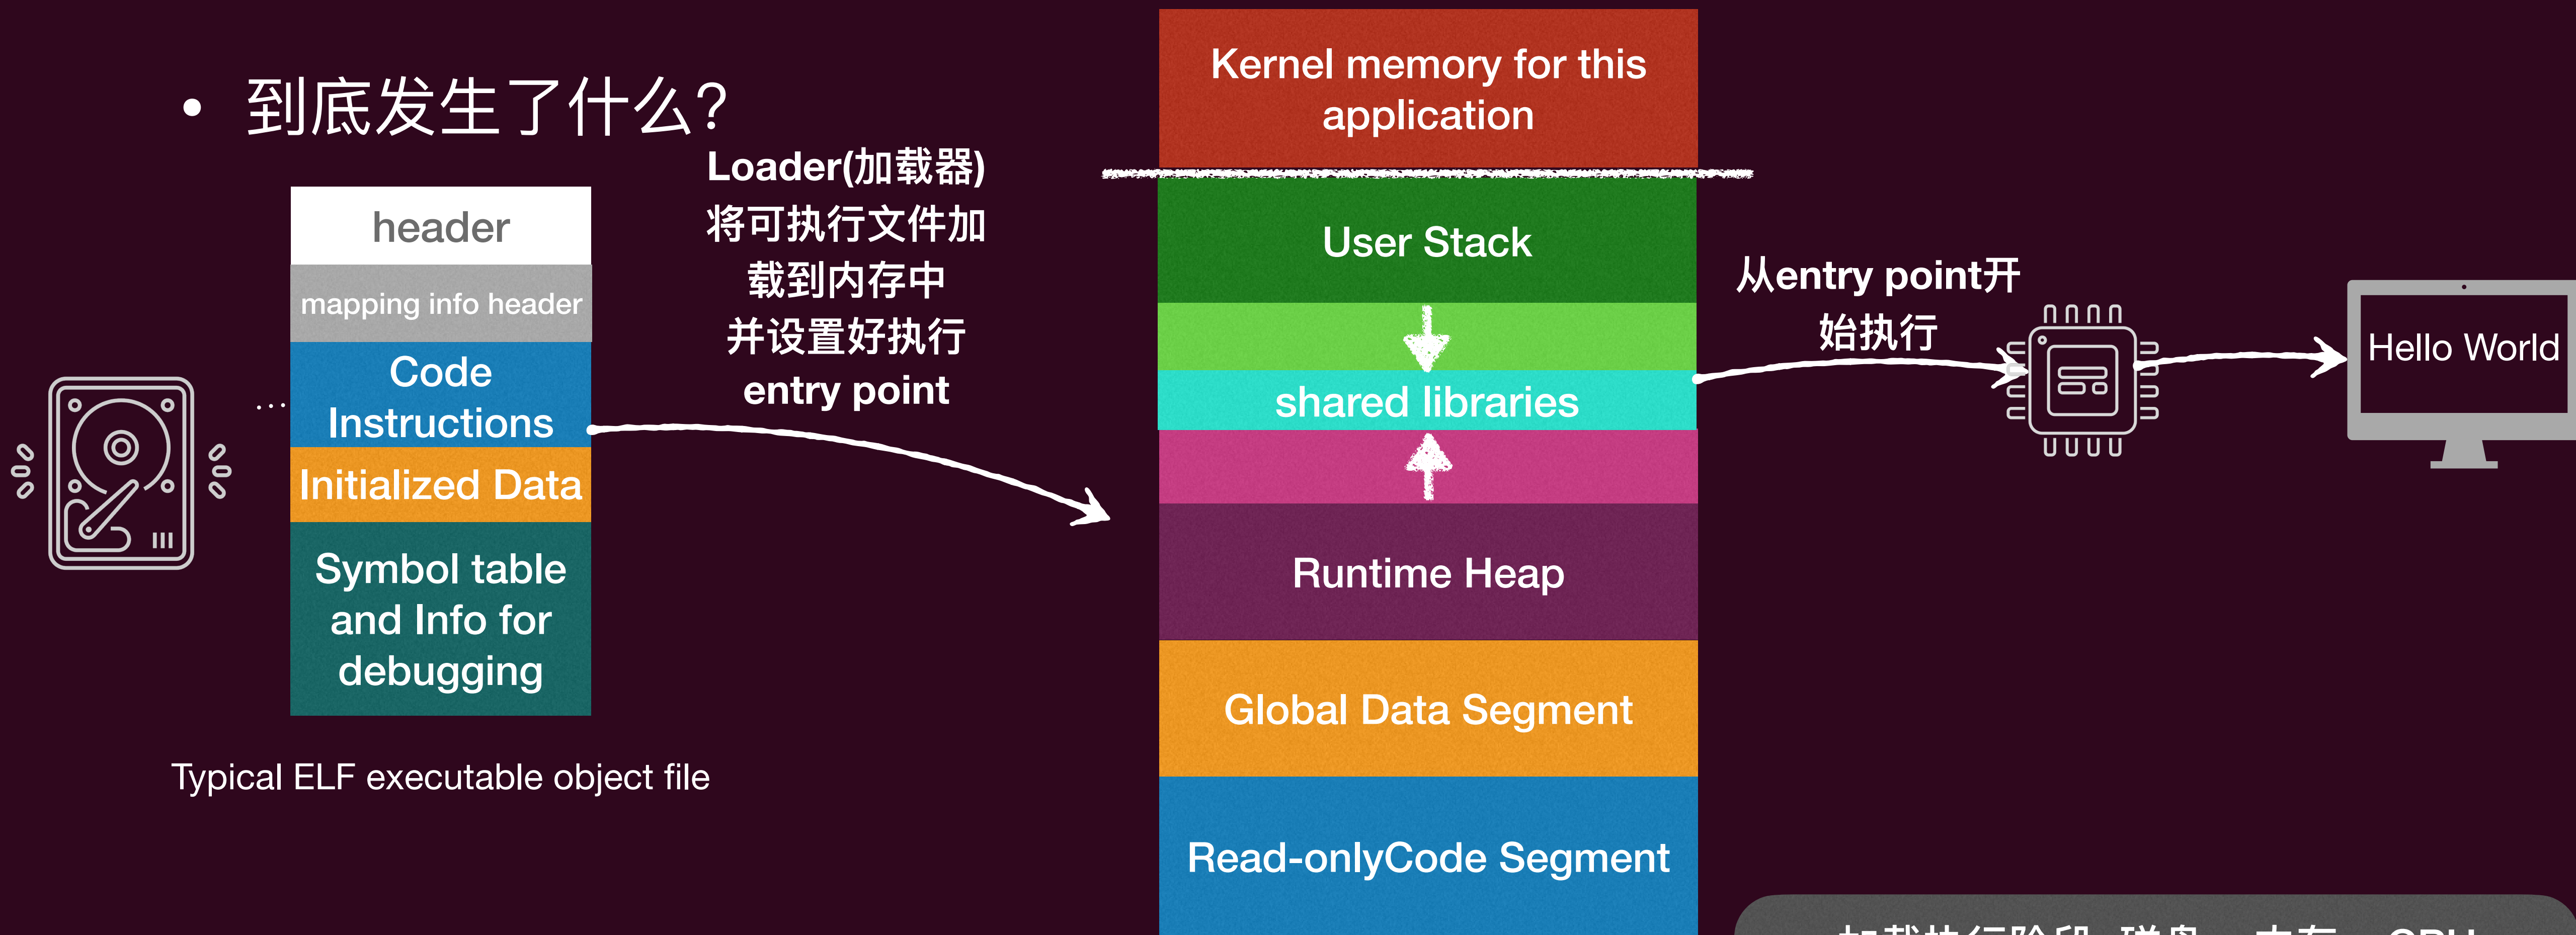 • 到底发生了什么？
Loader(加载器)
将可执行文件加
载到内存中
并设置好执行
entry point
header
mapping info header
Code
Instructions
Initialized Data
Symbol table
and Info for
debugging
Typical ELF executable object file
Kernel memory for this
application
User Stack
shared libraries
Runtime Heap
Global Data Segment
Read-onlyCode Segment
从entry point开
始执行
Hello World